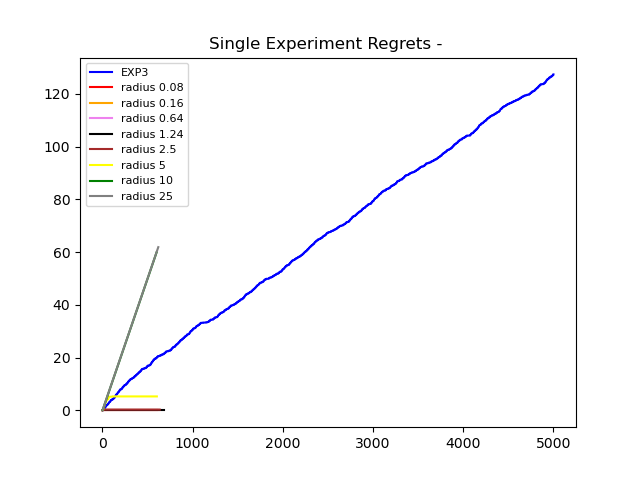 Single Experiment Regrets -
EXP3
radius 0.08
radius 0.16
radius 0.64
radius 1.24
radius 2.5
radius 5
radius 10
radius 25
120
100
80
60
40
20
0
0 1000 2000 3000 4000 5000